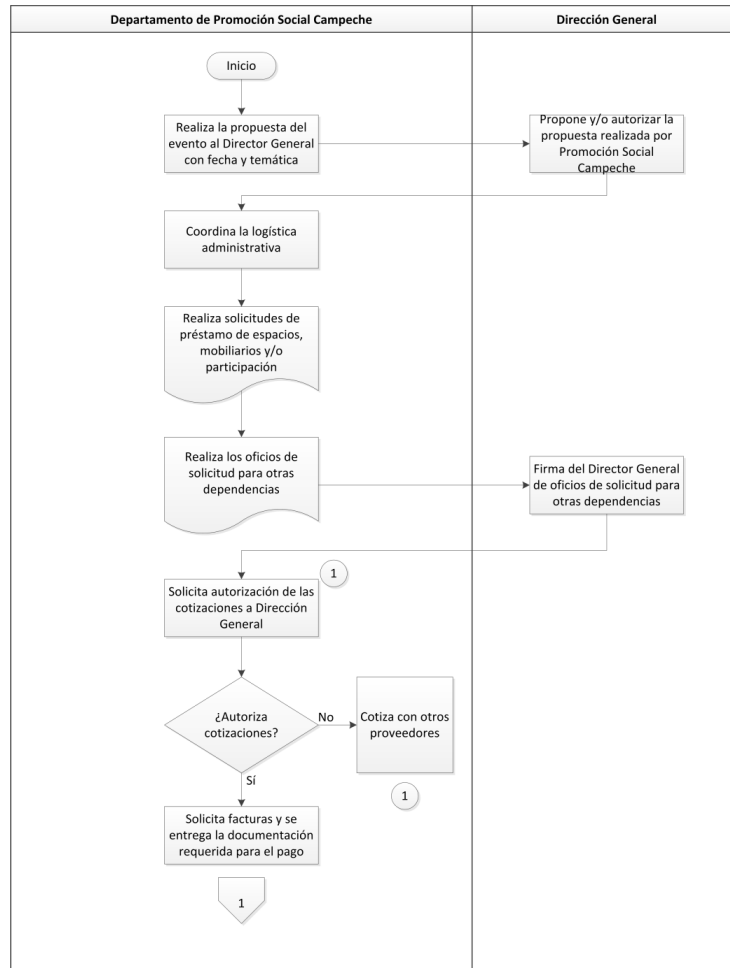 Departamento de Promoción Social Campeche
Dirección General
Inicio
Realiza la propuesta del
evento al Director General
con fecha y temática
Propone y/o autorizar la
propuesta realizada por
Promoción Social
Campeche
Coordina la logística
administrativa
Realiza solicitudes de
préstamo de espacios,
mobiliarios y/o
participación
Realiza los oficios de
solicitud para otras
dependencias
Firma del Director General
de oficios de solicitud para
otras dependencias
1
Solicita autorización de las
cotizaciones a Dirección
General
¿Autoriza
cotizaciones?
No
Cotiza con otros
proveedores
Sí
1
Solicita facturas y se
entrega la documentación
requerida para el pago
1